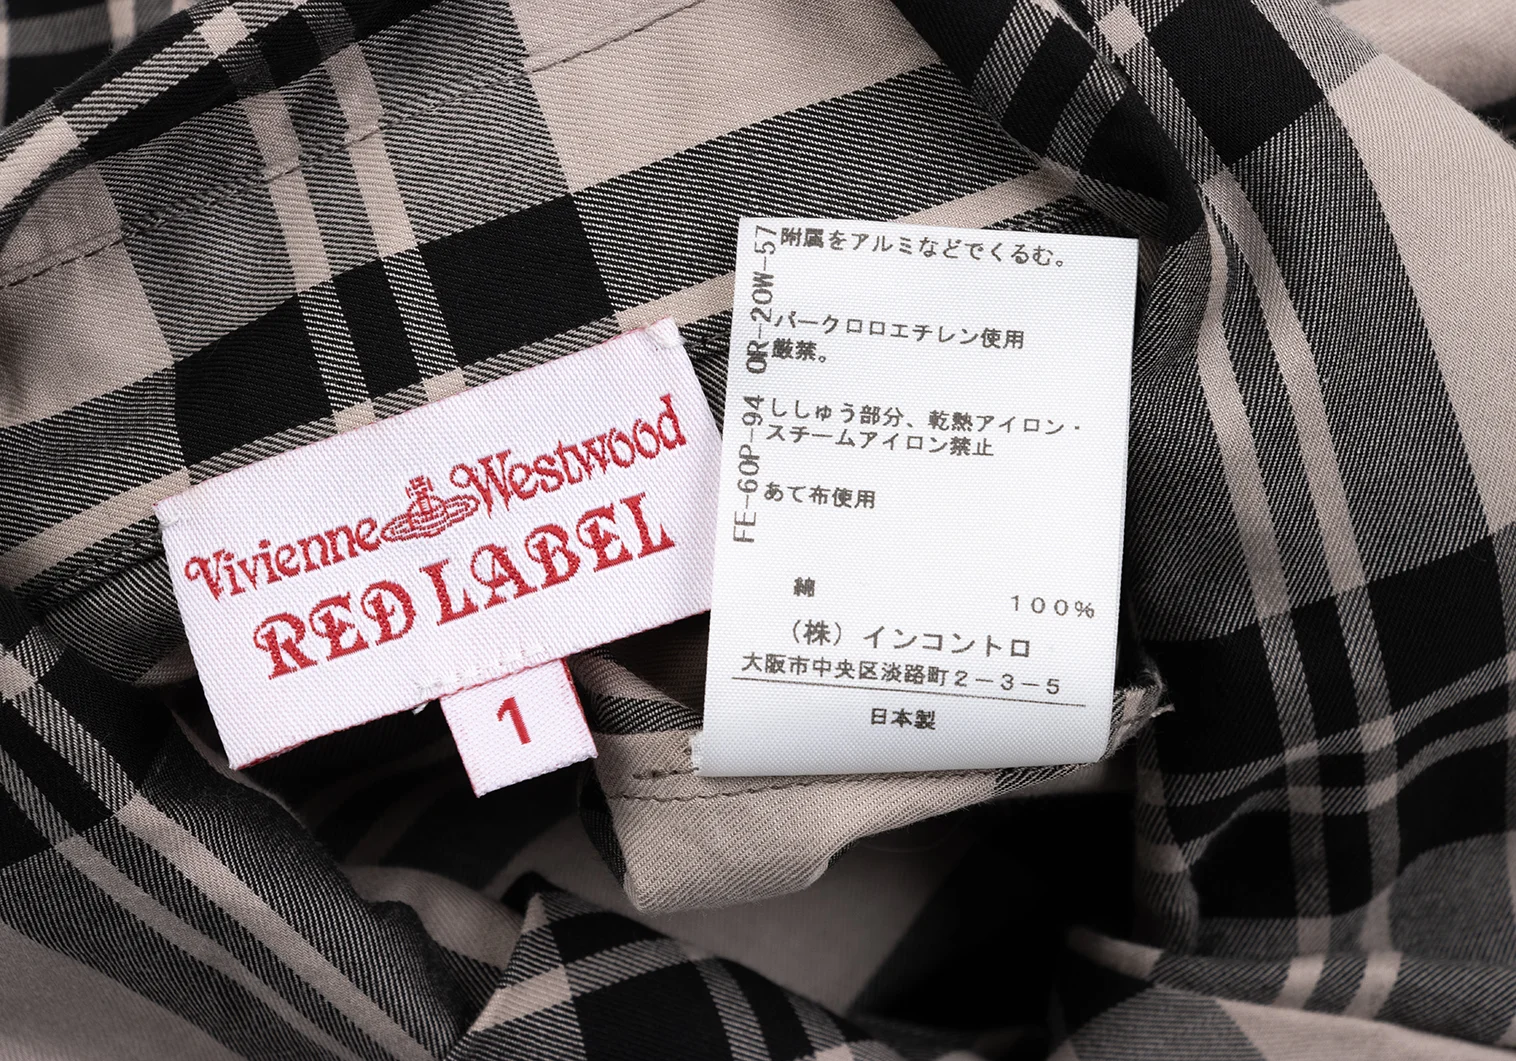 Vivienne Westwood
RED LABEL
1
附属をアルミなどでくるむ。
パークロロエチレン使用
厳禁。
ししゅう部分、乾熱アイロン・
スチームアイロン禁止
あて布使用
綿 100%
(株)インコントロ
大阪市中央区淡路町2-3-5
日本製
FE-60P-94 OR-20W-57